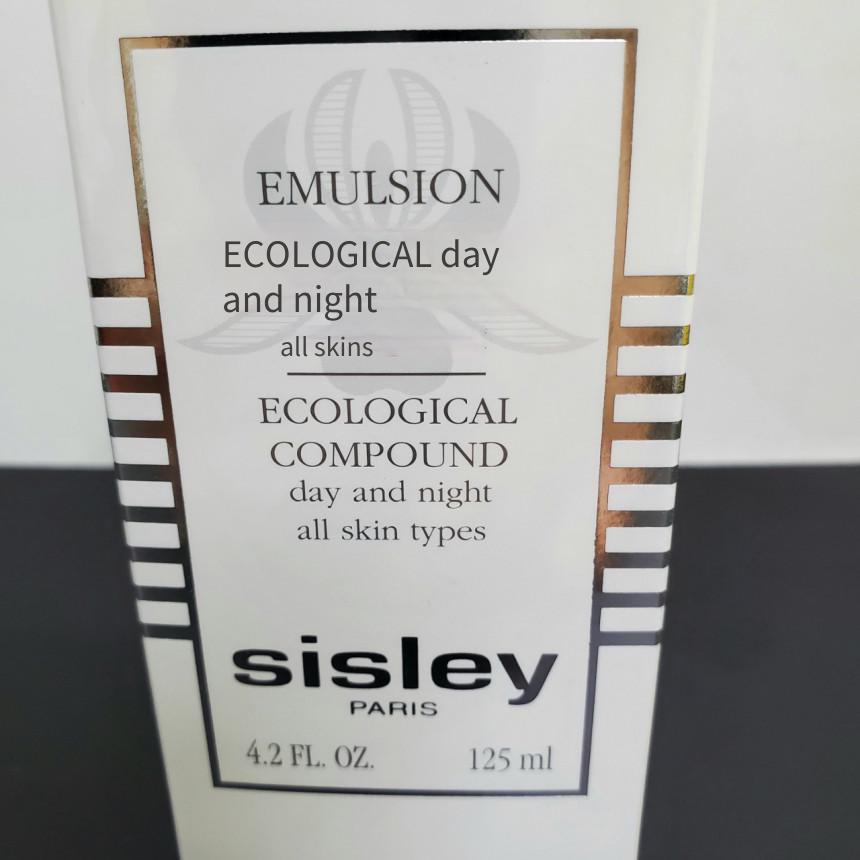 EMULSION
ECOLOGICAL day
and night
all skins
ECOLOGICAL
COMPOUND
day and night
all skin types
sisley
PARIS
4.2 FL. OZ. 125 ml